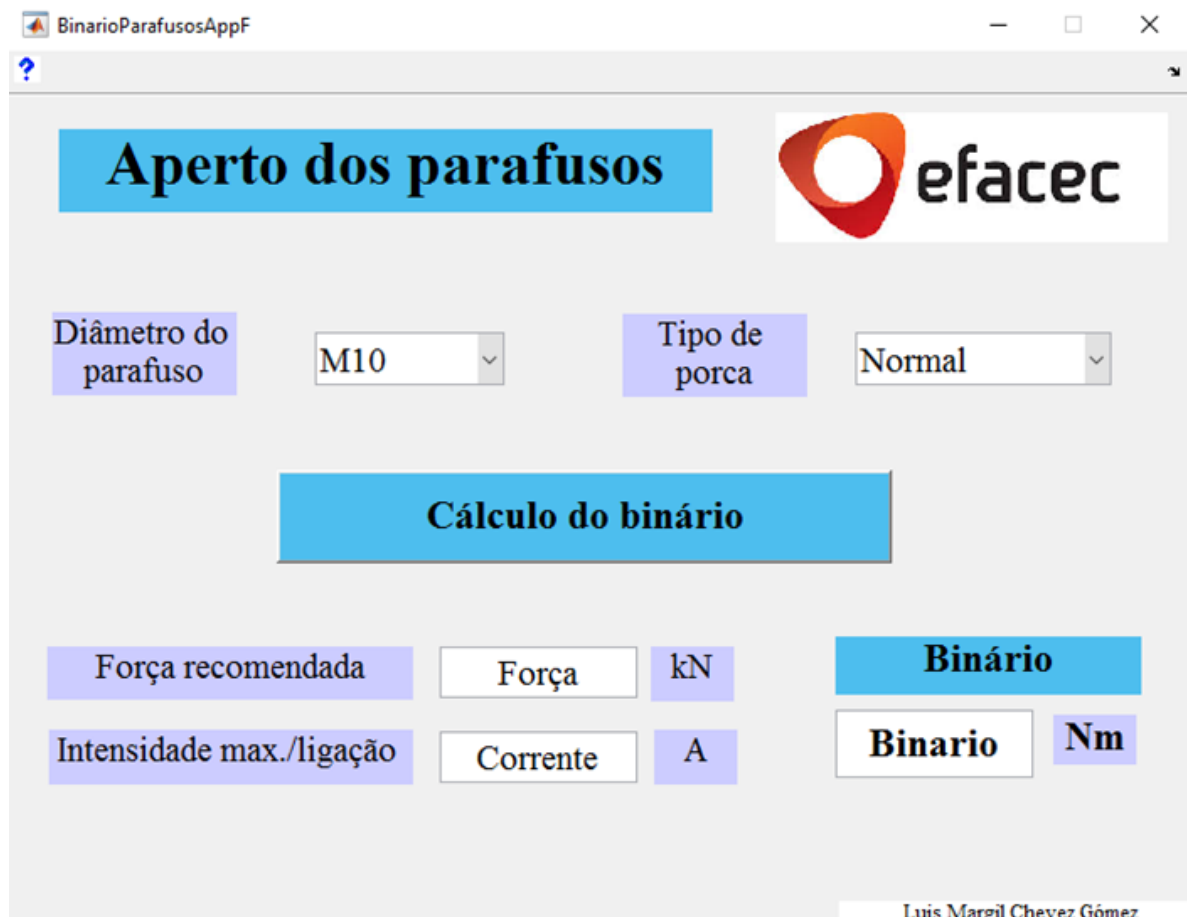 BinarioParafusosAppF
?
Aperto dos parafusos
efacec
Diâmetro do
parafuso
M10
Tipo de
porca
Normal
Cálculo do binário
Força recomendada
Força
kN
Binário
Intensidade max./ligação
Corrente
A
Binario
Nm
Luis Margil Chevez Gómez